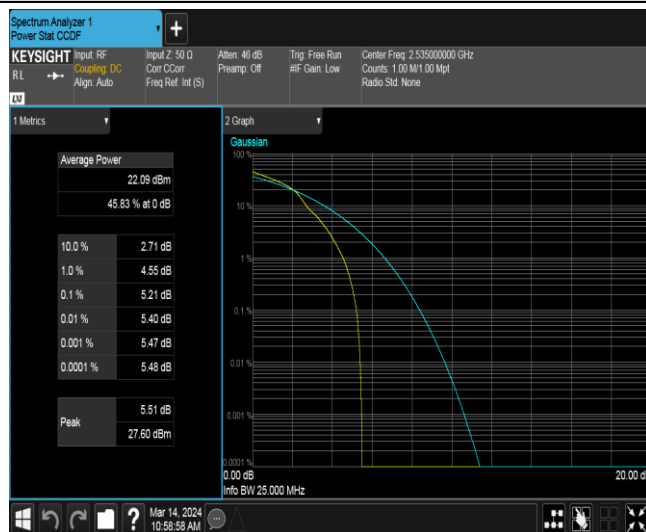 Spectrum Analyzer 1
Power Stat CCDF
KEYSIGHT
RL
LXI
Input: RF
Coupling: DC
Align: Auto
Input Z: 50 Ω
Corr CCorr
Freq Ref: Int (S)
Atten: 46 dB
Preamp: Off
Trig: Free Run
#IF Gain: Low
Center Freq: 2.535000000 GHz
Counts: 1.00 M/1.00 Mpt
Radio Std: None
1 Metrics
Average Power
22.09 dBm
45.83 % at 0 dB
10.0 % 2.71 dB
1.0 % 4.55 dB
0.1 % 5.21 dB
0.01 % 5.40 dB
0.001 % 5.47 dB
0.0001 % 5.48 dB
Peak 5.51 dB
27.60 dBm
2 Graph
Gaussian
100 %
10 %
1 %
0.1 %
0.01 %
0.001 %
0.0001 %
0.00 dB 20.00 dB
Info BW 25.000 MHz
? Mar 14, 2024
10:58:58 AM